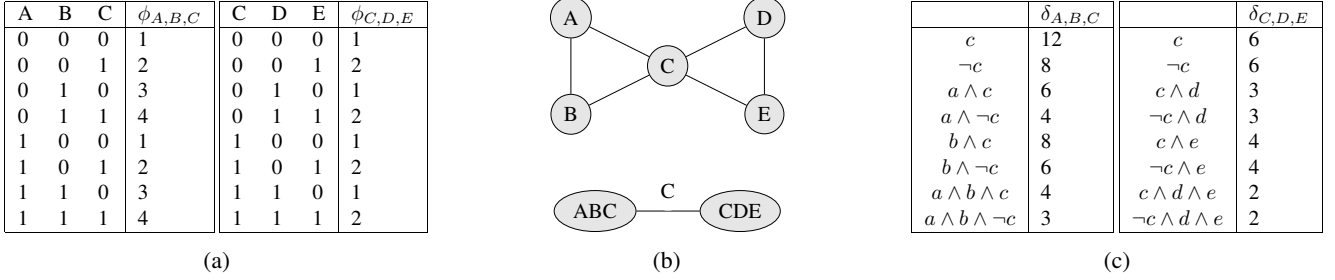 A B C ϕ_{A,B,C} C D E ϕ_{C,D,E}
0 0 0 1 0 0 0 1
0 0 1 2 0 0 1 2
0 1 0 3 0 1 0 1
0 1 1 4 0 1 1 2
1 0 0 1 1 0 0 1
1 0 1 2 1 0 1 2
1 1 0 3 1 1 0 1
1 1 1 4 1 1 1 2
(a)
A D
C
B E
C
ABC CDE
(b)
δ_{A,B,C} δ_{C,D,E}
c 12 c 6
¬c 8 ¬c 6
a ∧ c 6 c ∧ d 3
a ∧ ¬c 4 ¬c ∧ d 3
b ∧ c 8 c ∧ e 4
b ∧ ¬c 6 ¬c ∧ e 4
a ∧ b ∧ c 4 c ∧ d ∧ e 2
a ∧ b ∧ ¬c 3 ¬c ∧ d ∧ e 2
(c)